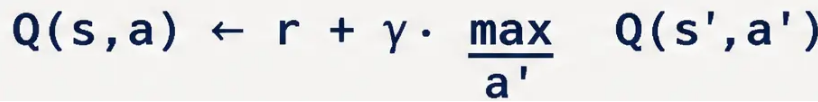 Q(s,a) ← r + γ· max Q(s',a')
a'